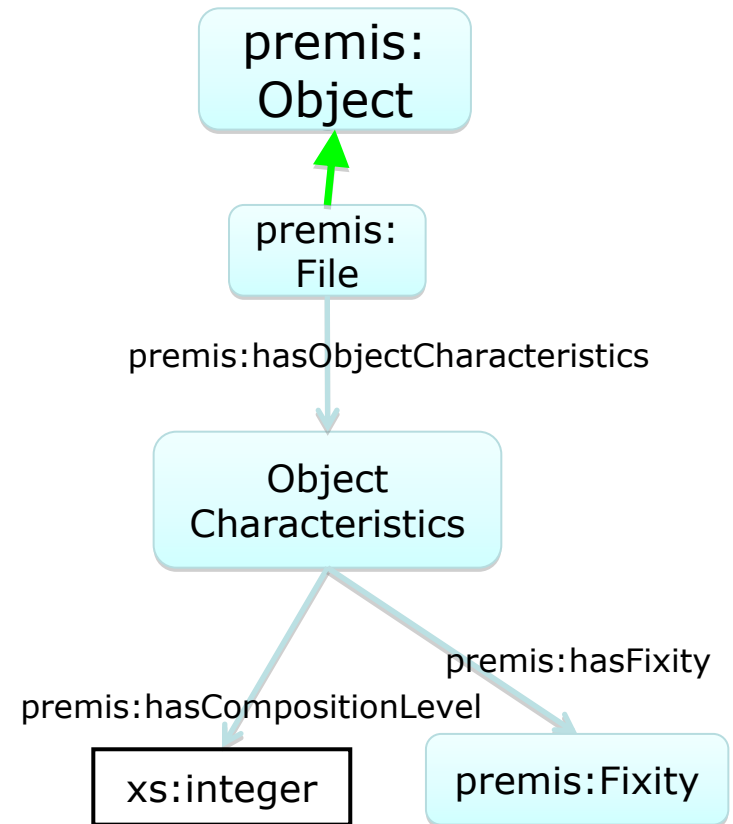 premis:
Object
premis:
File
premis:hasObjectCharacteristics
Object
Characteristics
premis:hasFixity
premis:hasCompositionLevel
xs:integer
premis:Fixity